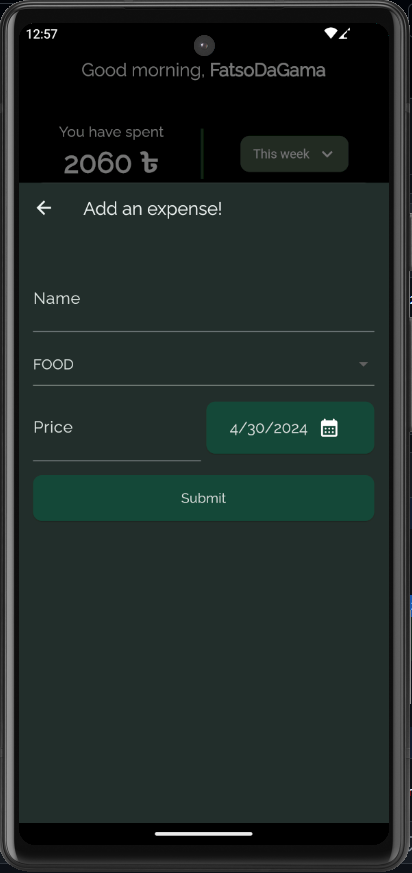 12:57
Good morning, FatsoDaGama
You have spent
2060 ৳
This week
Add an expense!
Name
FOOD
Price
4/30/2024
Submit